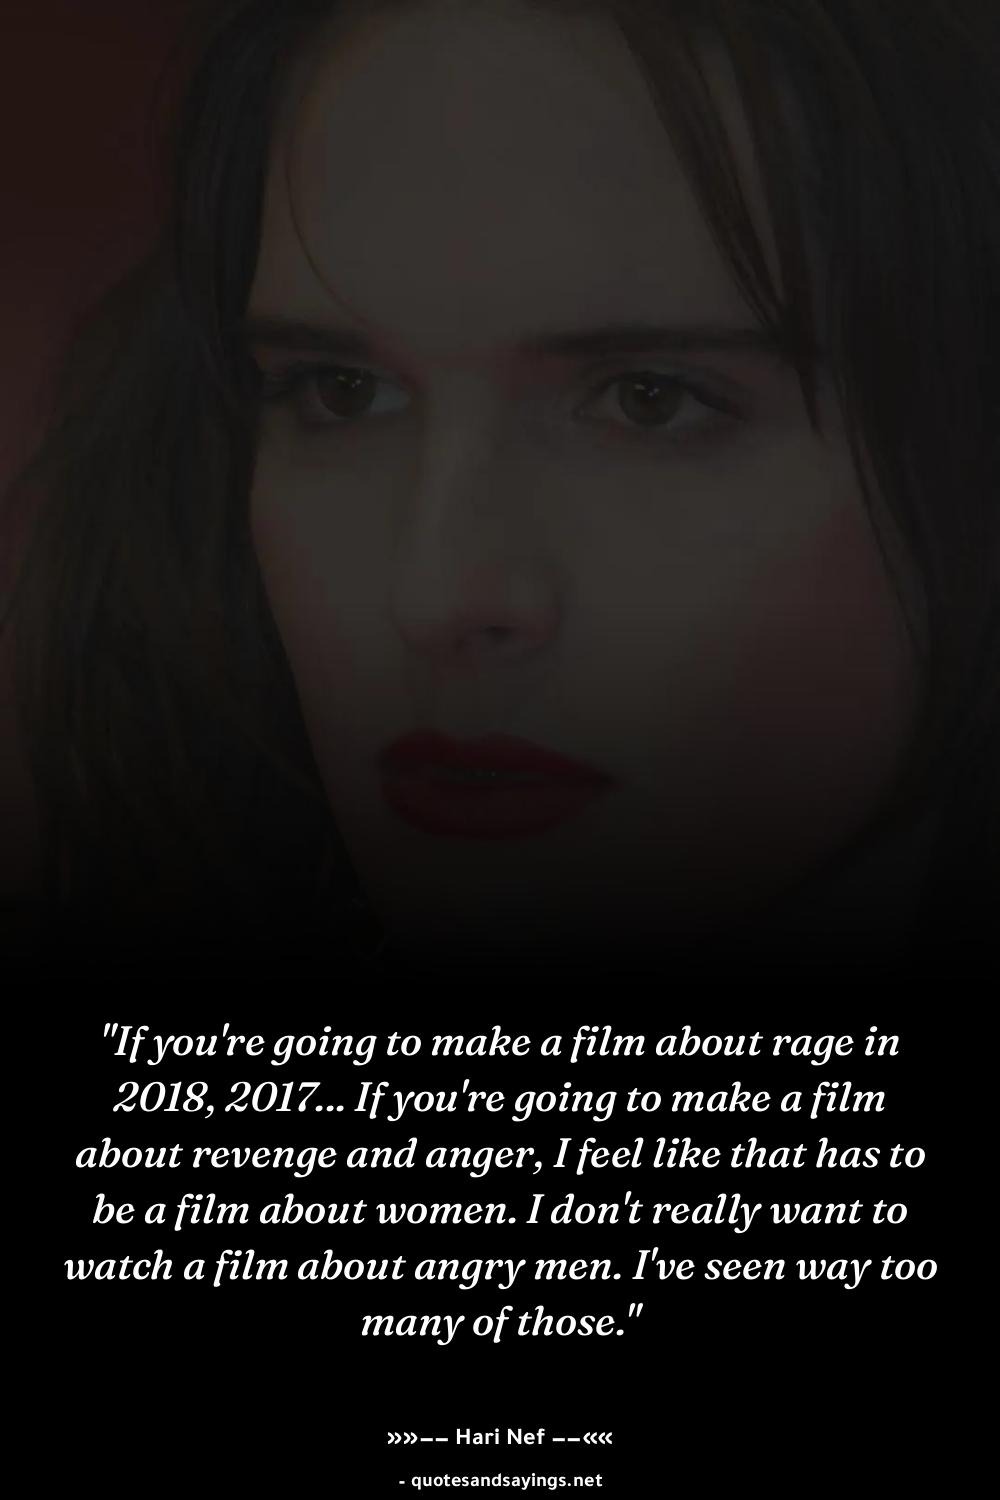 "If you're going to make a film about rage in
2018, 2017... If you're going to make a film
about revenge and anger, I feel like that has to
be a film about women. I don't really want to
watch a film about angry men. I've seen way too
many of those."
»»−− Hari Nef −−««
- quotesandsayings.net